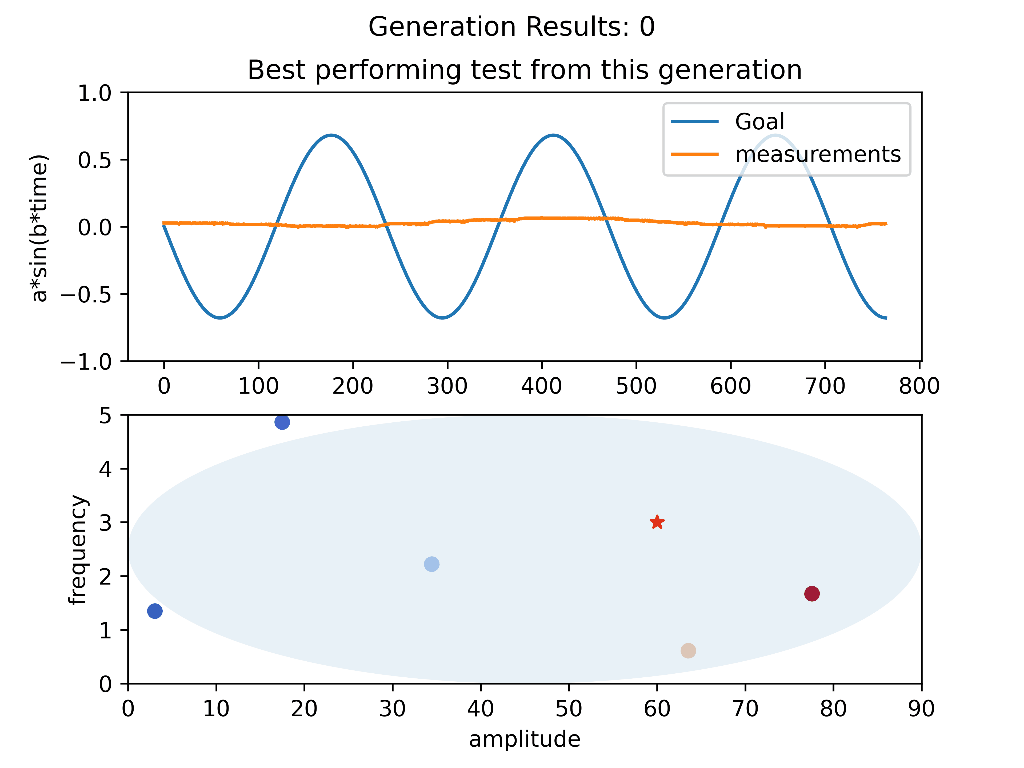 Generation Results: 0
Best performing test from this generation
Goal
measurements
a*sin(b*time)
1.0
0.5
0.0
−0.5
−1.0
0 100 200 300 400 500 600 700 800
frequency
5
4
3
2
1
0
0 10 20 30 40 50 60 70 80 90
amplitude